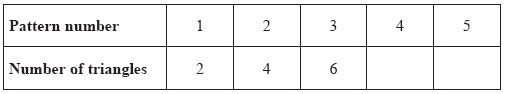 Pattern number 1 2 3 4 5
Number of triangles 2 4 6